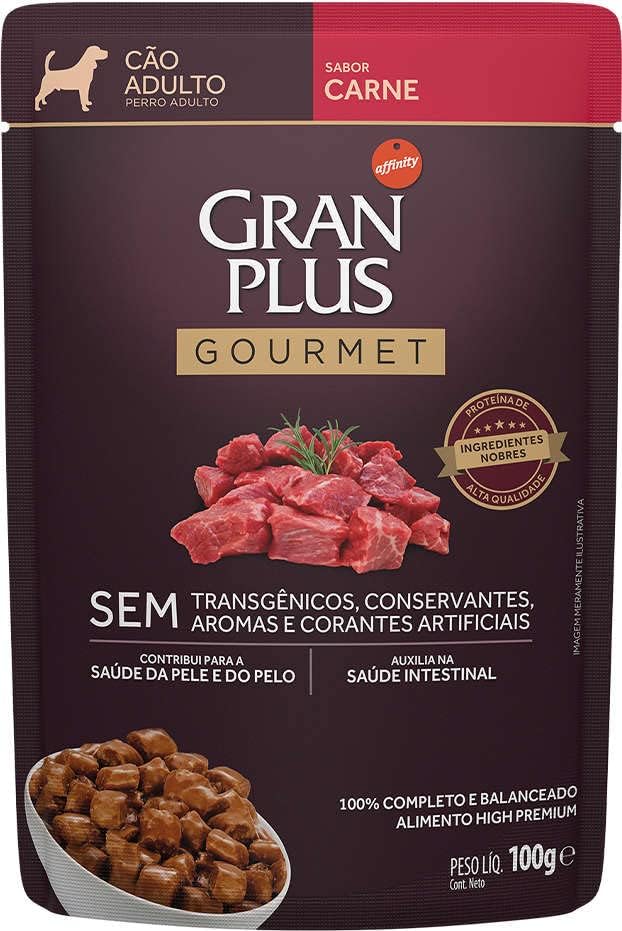 CÃO
ADULTO
PERRO ADULTO
SABOR
CARNE
affinity
GRAN
PLUS
GOURMET
PROTEÍNA DE
INGREDIENTES
NOBRES
ALTA QUALIDADE
SEM TRANSGÊNICOS, CONSERVANTES,
AROMAS E CORANTES ARTIFICIAIS
CONTRIBUI PARA A
SAÚDE DA PELE E DO PELO
AUXILIA NA
SAÚDE INTESTINAL
IMAGEM MERAMENTE ILUSTRATIVA
100% COMPLETO E BALANCEADO
ALIMENTO HIGH PREMIUM
PESO LÍQ. 100g℮
Cont. Neto